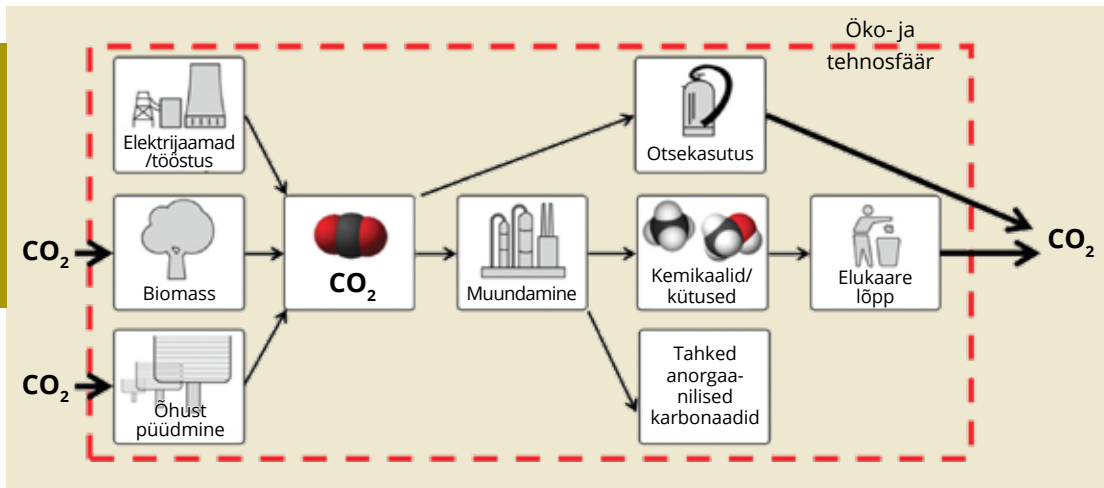 Öko- ja
tehnosfäär
Elektrijaamad
/tööstus
Otsekasutus
CO₂
Biomass
CO₂
Muundamine
Kemikaalid/
kütused
Elukaare
lõpp
CO₂
CO₂
Õhust
püüdmine
Tahked
anorgaa-
nilised
karbonaadid